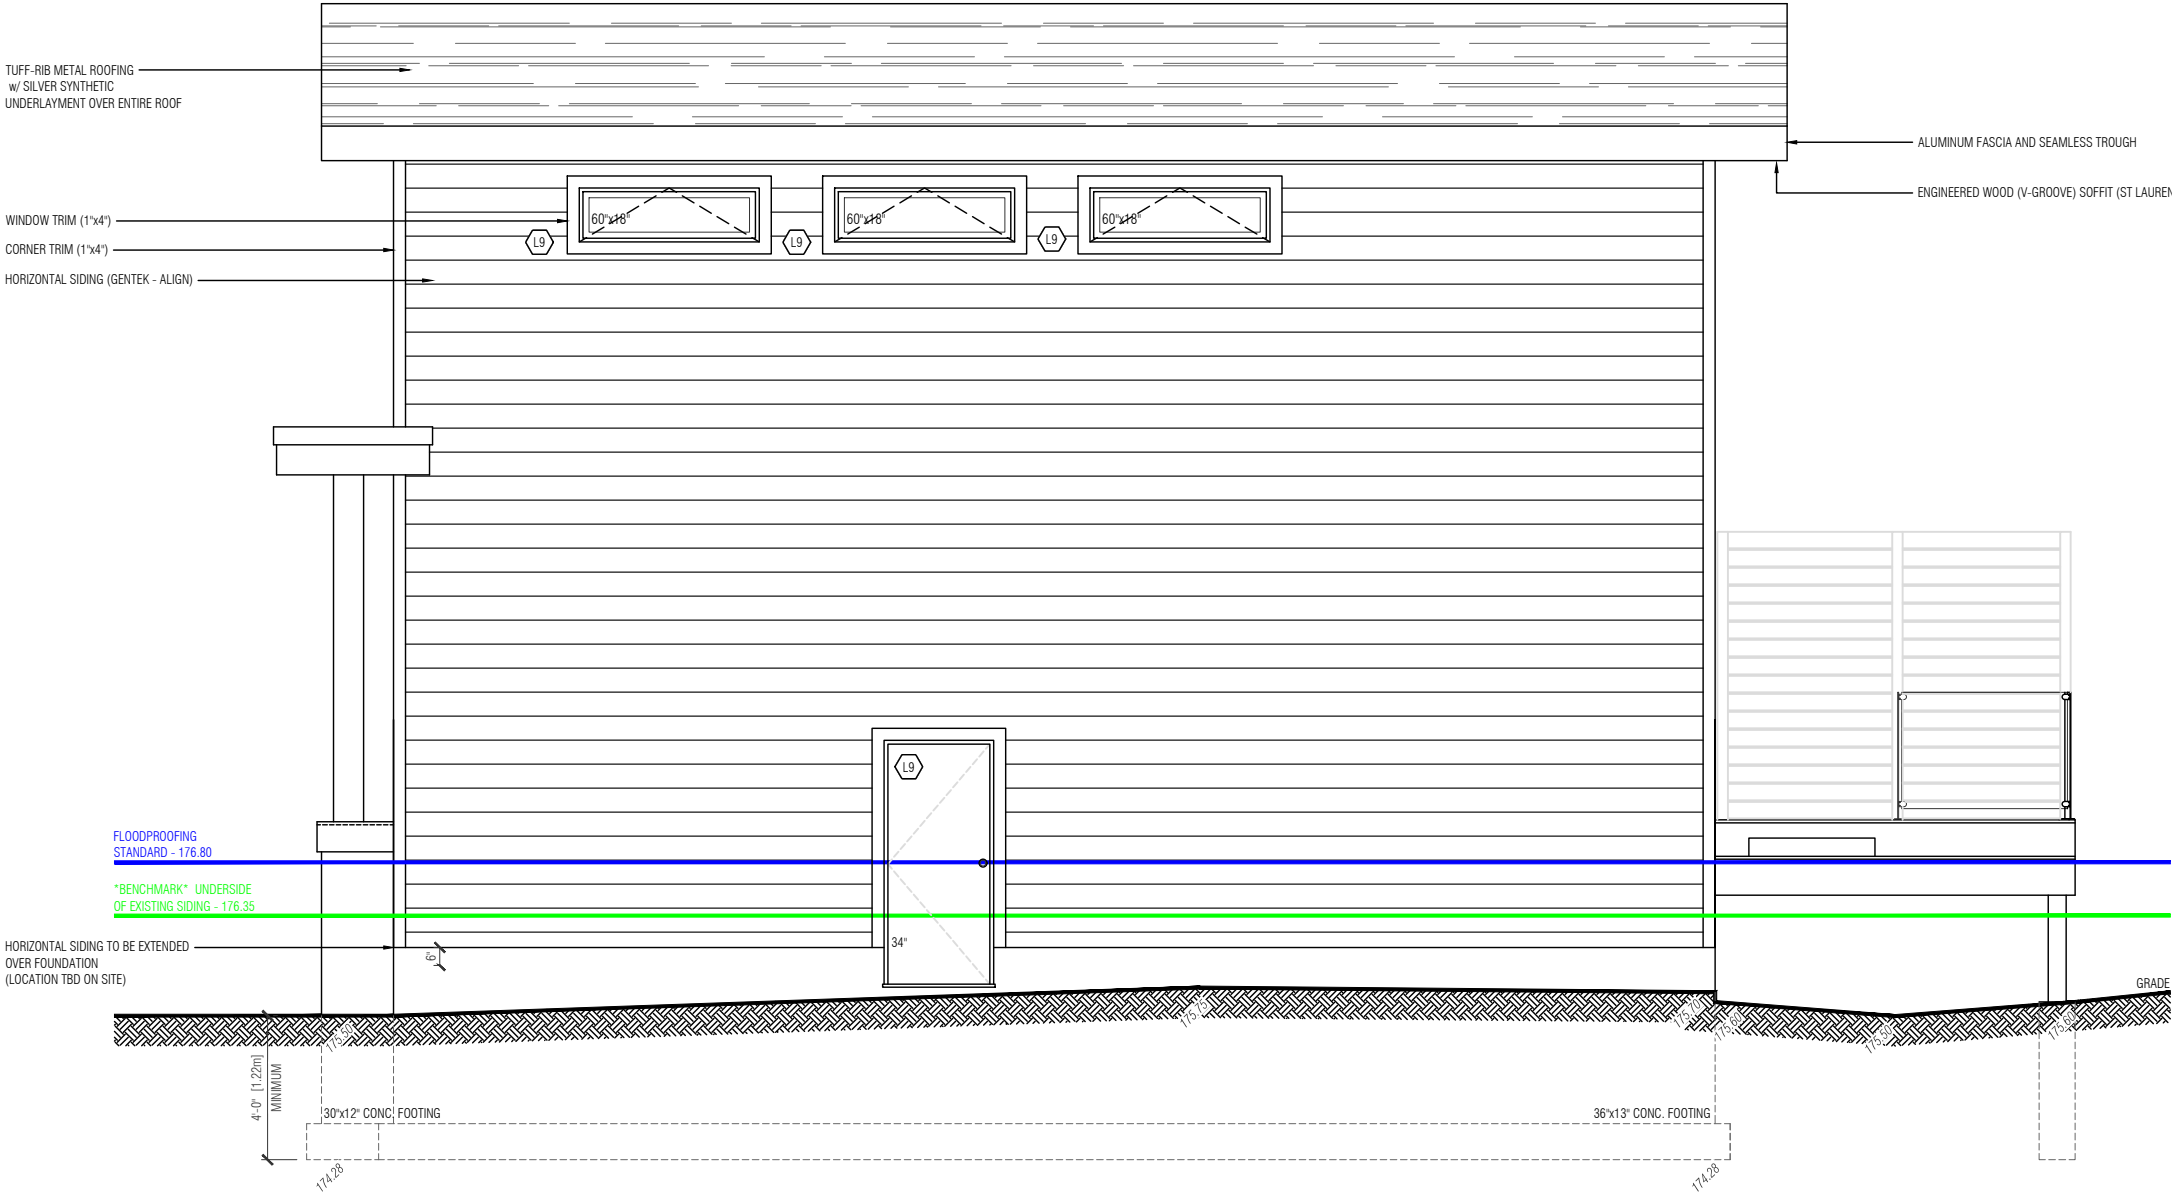 TUFF-RIB METAL ROOFING
w/ SILVER SYNTHETIC
UNDERLAYMENT OVER ENTIRE ROOF
ALUMINUM FASCIA AND SEAMLESS TROUGH
ENGINEERED WOOD (V-GROOVE) SOFFIT (ST LAUREN
WINDOW TRIM (1"x4")
CORNER TRIM (1"x4")
HORIZONTAL SIDING (GENTEK - ALIGN)
60"x18"
60"x18"
60"x18"
L9
L9
L9
L9
34"
FLOODPROOFING
STANDARD - 176.80
*BENCHMARK* UNDERSIDE
OF EXISTING SIDING - 176.35
HORIZONTAL SIDING TO BE EXTENDED
OVER FOUNDATION
(LOCATION TBD ON SITE)
6"
GRADE
175.50
175.75
175.60
175.50
175.60
4'-0" [1.22m]
MINIMUM
30"x12" CONC. FOOTING
36"x13" CONC. FOOTING
174.28
174.28